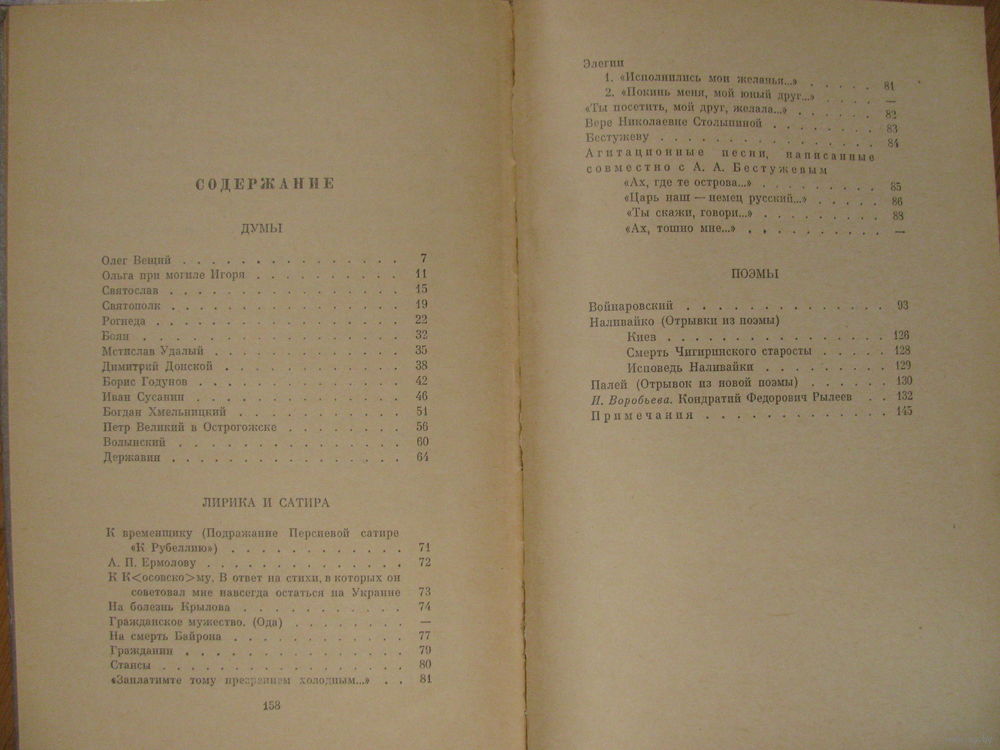 СОДЕРЖАНИЕ
ДУМЫ
Олег Вещий . . . . . . . . . . . . . . . 7
Ольга при могиле Игоря . . . . . . . . . . 11
Святослав . . . . . . . . . . . . . . . . 15
Святополк . . . . . . . . . . . . . . . . 19
Рогнеда . . . . . . . . . . . . . . . . . 22
Боян . . . . . . . . . . . . . . . . . . 32
Мстислав Удалый . . . . . . . . . . . . . 35
Димитрий Донской . . . . . . . . . . . . 38
Борис Годунов . . . . . . . . . . . . . . 42
Иван Сусанин . . . . . . . . . . . . . . 46
Богдан Хмельницкий . . . . . . . . . . . 51
Петр Великий в Острогожске . . . . . . . . 56
Волынский . . . . . . . . . . . . . . . 60
Державин . . . . . . . . . . . . . . . . 64
ЛИРИКА И САТИРА
К временщику (Подражание Персиевой сатире
«К Рубеллию») . . . . . . . . . . . . 71
А. П. Ермолову . . . . . . . . . . . . . 72
К К<осовско>му. В ответ на стихи, в которых он
советовал мне навсегда остаться на Украине 73
На болезнь Крылова . . . . . . . . . . . 74
Гражданское мужество. (Ода) . . . . . . . . —
На смерть Байрона . . . . . . . . . . . . 77
Гражданин . . . . . . . . . . . . . . . 79
Стансы . . . . . . . . . . . . . . . . . 80
«Заплатимте тому презрением холодным...» . . 81
158
Элегии
1. «Исполнились мои желанья...» . . . . . 81
2. «Покинь меня, мой юный друг...» . . . . —
«Ты посетить, мой друг, желала...» . . . . . . 82
Вере Николаевне Столыпиной . . . . . . . . 83
Бестужеву . . . . . . . . . . . . . . . 84
Агитационные песни, написанные
совместно с А. А. Бестужевым
«Ах, где те острова...» . . . . . . . . . 85
«Царь наш — немец русский...» . . . . . 86
«Ты скажи, говори...» . . . . . . . . . 88
«Ах, тошно мне...» . . . . . . . . . . —
ПОЭМЫ
Войнаровский . . . . . . . . . . . . . . 93
Наливайко (Отрывки из поэмы)
Киев . . . . . . . . . . . . . . . 126
Смерть Чигиринского старосты . . . . . 128
Исповедь Наливайки . . . . . . . . . 129
Палей (Отрывок из новой поэмы) . . . . . . 130
И. Воробьева. Кондратий Федорович Рылеев . . 132
Примечания . . . . . . . . . . . . . 145